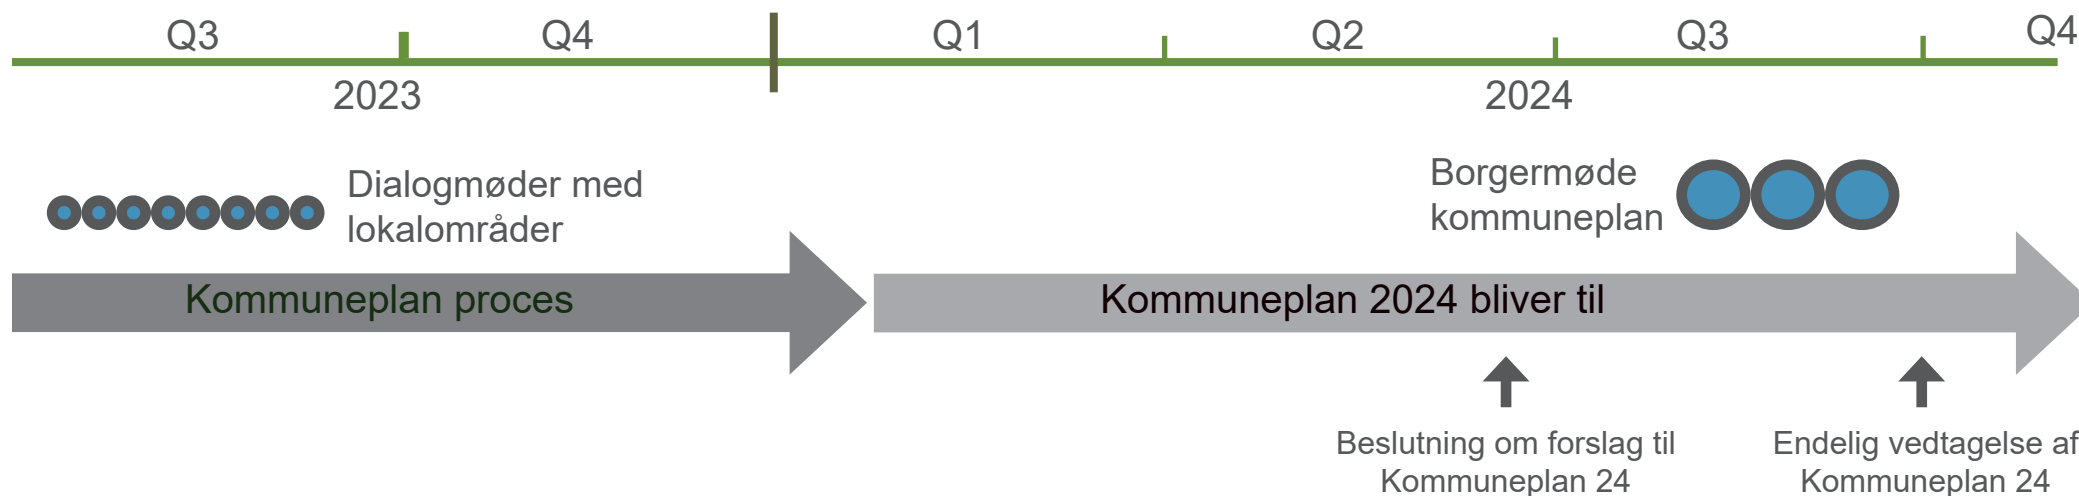 Q3
Q4
Q1
Q2
Q3
Q4
2023
2024
Dialogmøder med
lokalområder
Borgermøde
kommuneplan
Kommuneplan proces
Kommuneplan 2024 bliver til
Beslutning om forslag til
Kommuneplan 24
Endelig vedtagelse af
Kommuneplan 24